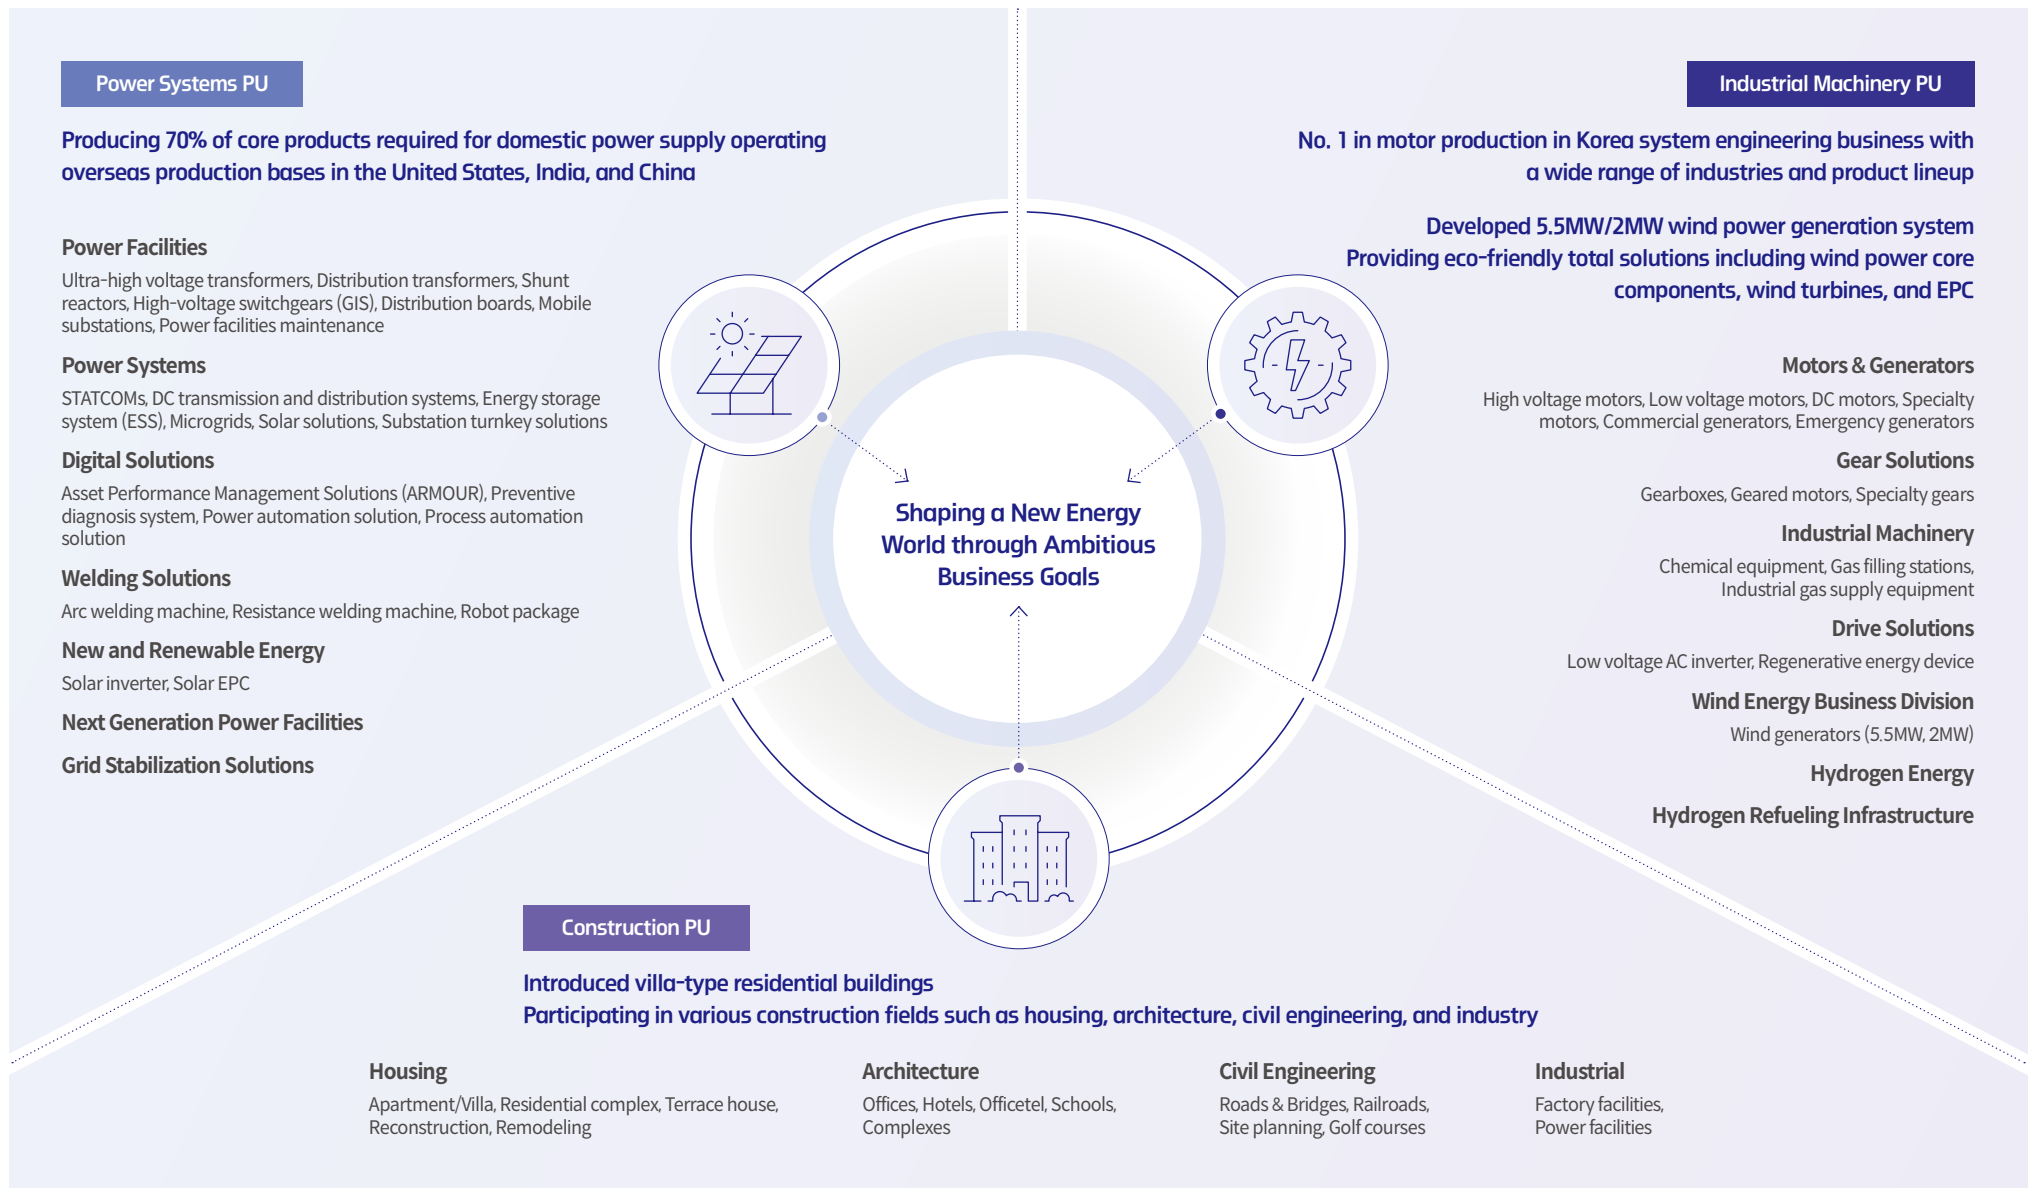 Power Systems PU
Producing 70% of core products required for domestic power supply operating
overseas production bases in the United States, India, and China
Power Facilities
Ultra-high voltage transformers, Distribution transformers, Shunt
reactors, High-voltage switchgears (GIS), Distribution boards, Mobile
substations, Power facilities maintenance
Power Systems
STATCOMs, DC transmission and distribution systems, Energy storage
system (ESS), Microgrids, Solar solutions, Substation turnkey solutions
Digital Solutions
Asset Performance Management Solutions (ARMOUR), Preventive
diagnosis system, Power automation solution, Process automation
solution
Welding Solutions
Arc welding machine, Resistance welding machine, Robot package
New and Renewable Energy
Solar inverter, Solar EPC
Next Generation Power Facilities
Grid Stabilization Solutions
Industrial Machinery PU
No. 1 in motor production in Korea system engineering business with
a wide range of industries and product lineup
Developed 5.5MW/2MW wind power generation system
Providing eco-friendly total solutions including wind power core
components, wind turbines, and EPC
Motors & Generators
High voltage motors, Low voltage motors, DC motors, Specialty
motors, Commercial generators, Emergency generators
Gear Solutions
Gearboxes, Geared motors, Specialty gears
Industrial Machinery
Chemical equipment, Gas filling stations,
Industrial gas supply equipment
Drive Solutions
Low voltage AC inverter, Regenerative energy device
Wind Energy Business Division
Wind generators (5.5MW, 2MW)
Hydrogen Energy
Hydrogen Refueling Infrastructure
Shaping a New Energy
World through Ambitious
Business Goals
Construction PU
Introduced villa-type residential buildings
Participating in various construction fields such as housing, architecture, civil engineering, and industry
Housing
Apartment/Villa, Residential complex, Terrace house,
Reconstruction, Remodeling
Architecture
Offices, Hotels, Officetel, Schools,
Complexes
Civil Engineering
Roads & Bridges, Railroads,
Site planning, Golf courses
Industrial
Factory facilities,
Power facilities